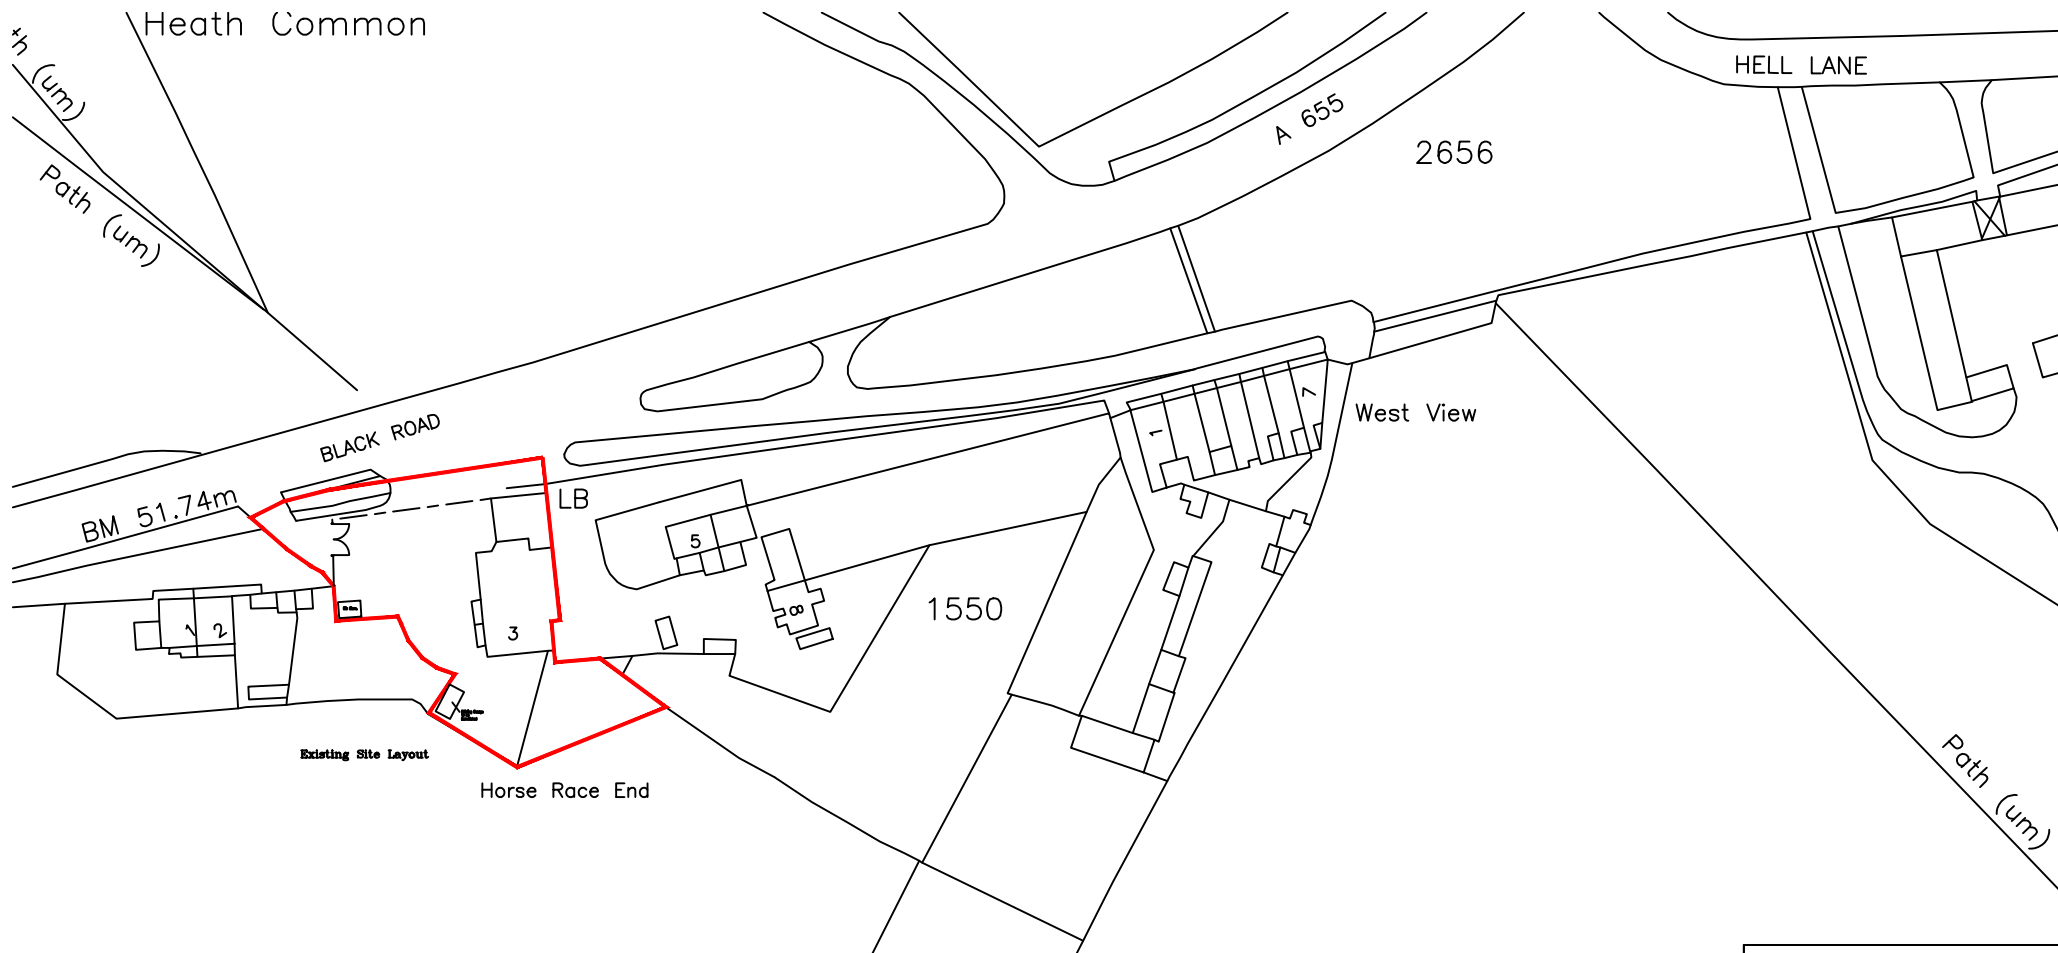 Heath Common
th (um)
HELL LANE
A 655
2656
Path (um)
BLACK ROAD
West View
7
1
BM 51.74m
LB
5
1550
8
1
2
3
Existing Site Layout
Horse Race End
Path (um)